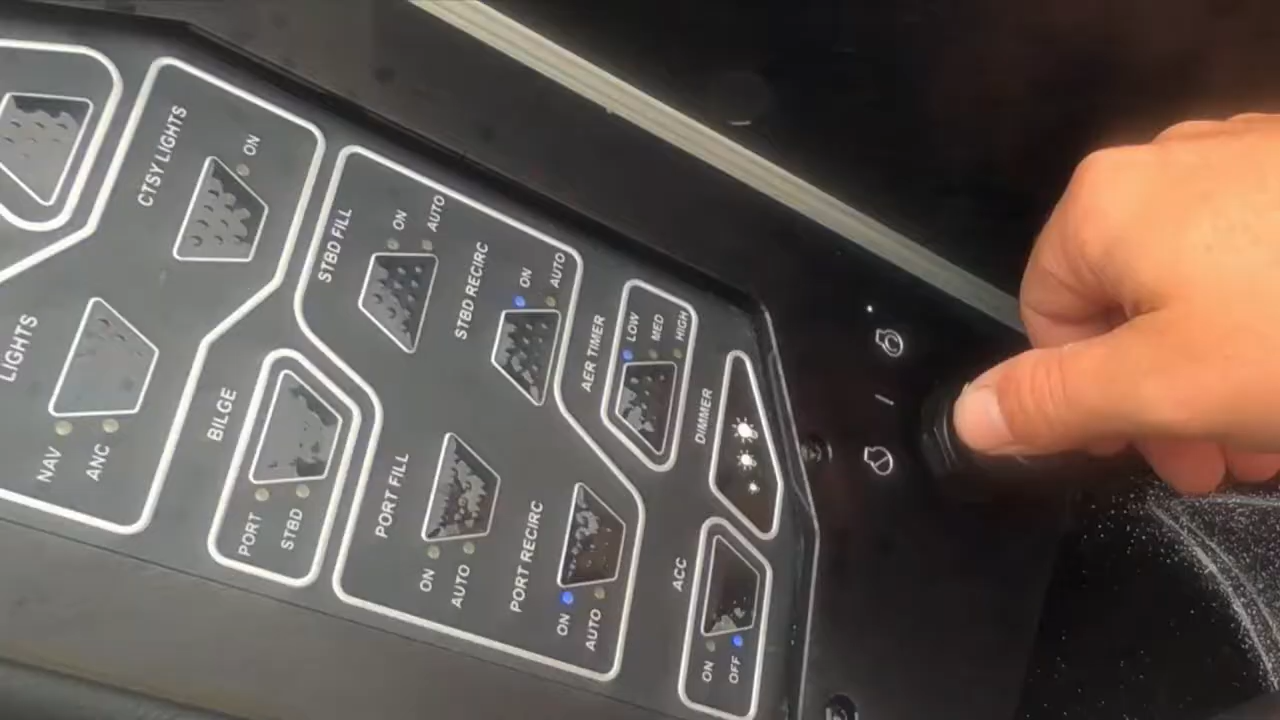 CTSY LIGHTS
ON
LIGHTS
NAV
ANC
BILGE
PORT
STBD
STBD FILL
ON
AUTO
STBD RECIRC
ON
AUTO
PORT FILL
ON
AUTO
PORT RECIRC
ON
AUTO
AER TIMER
LOW
MED
HIGH
DIMMER
ACC
ON
OFF